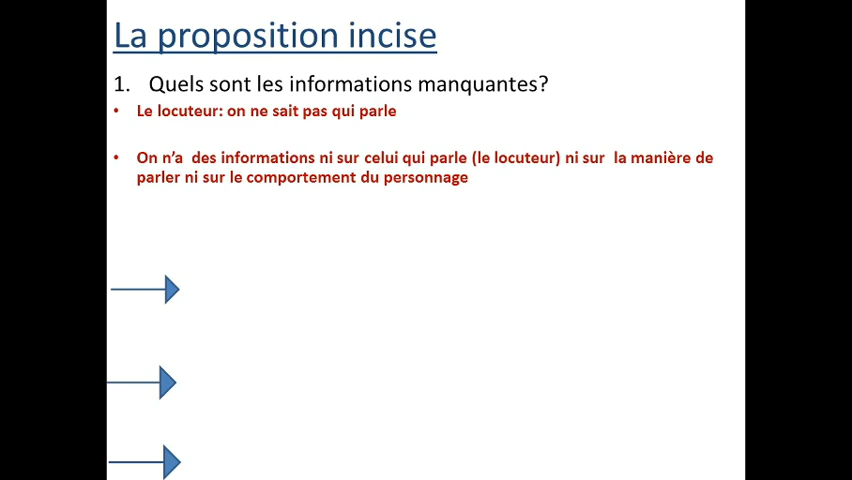 La proposition incise
1. Quels sont les informations manquantes?
• Le locuteur: on ne sait pas qui parle
• On n’a des informations ni sur celui qui parle (le locuteur) ni sur la manière de
parler ni sur le comportement du personnage